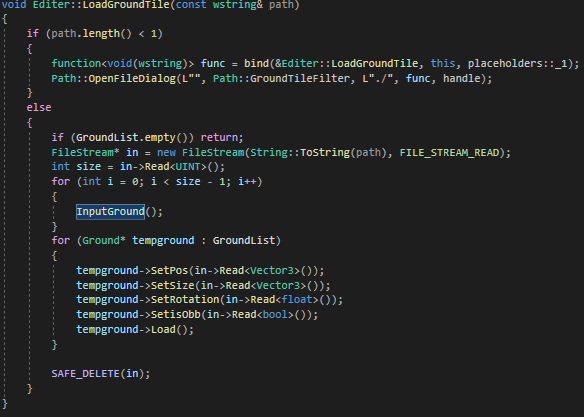 void Editer::LoadGroundTile(const wstring& path)
{
if (path.length() < 1)
{
function<void(wstring)> func = bind(&Editer::LoadGroundTile, this, placeholders::_1);
Path::OpenFileDialog(L"", Path::GroundTileFilter, L"./", func, handle);
}
else
{
if (GroundList.empty()) return;
FileStream* in = new FileStream(String::ToString(path), FILE_STREAM_READ);
int size = in->Read<UINT>();
for (int i = 0; i < size - 1; i++)
{
InputGround();
}
for (Ground* tempground : GroundList)
{
tempground->SetPos(in->Read<Vector3>());
tempground->SetSize(in->Read<Vector3>());
tempground->SetRotation(in->Read<float>());
tempground->SetisObb(in->Read<bool>());
tempground->Load();
}
SAFE_DELETE(in);
}
}